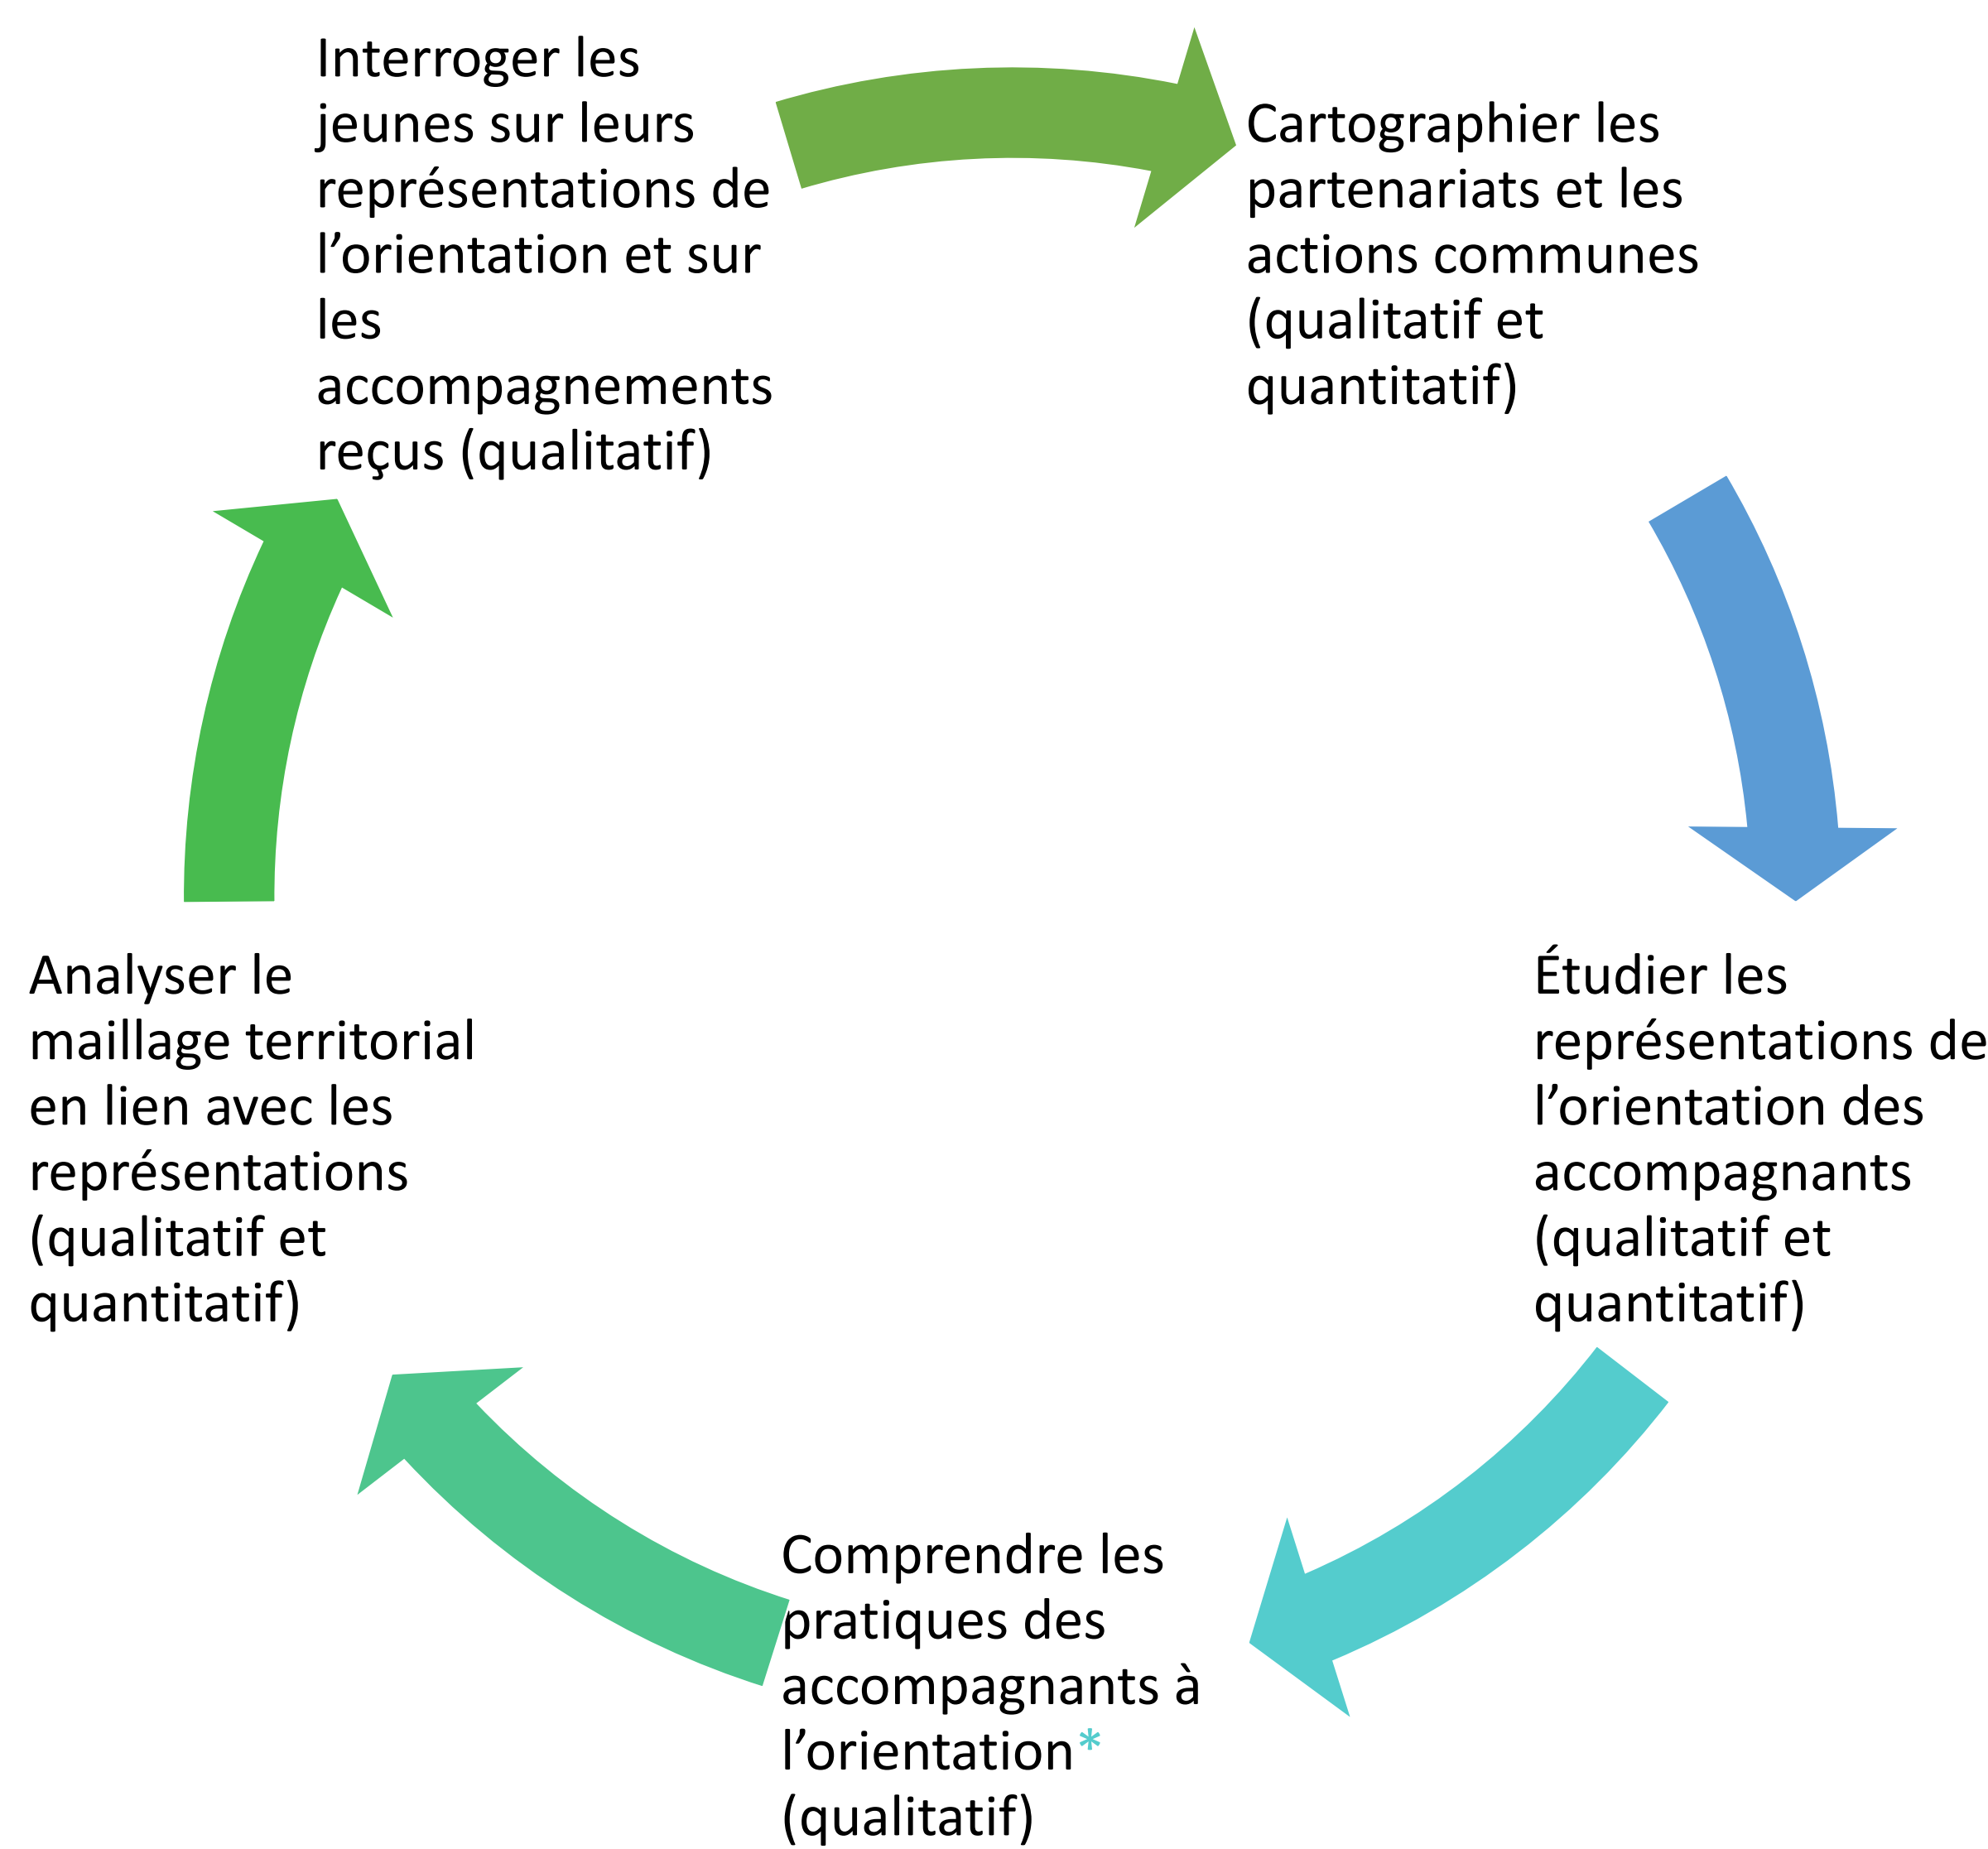 Interroger les
jeunes sur leurs
représentations de
l’orientation et sur
les
accompagnements
reçus (qualitatif)
Cartographier les
partenariats et les
actions communes
(qualitatif et
quantitatif)
Étudier les
représentations de
l’orientation des
accompagnants
(qualitatif et
quantitatif)
Comprendre les
pratiques des
accompagnants à
l’orientation*
(qualitatif)
Analyser le
maillage territorial
en lien avec les
représentations
(qualitatif et
quantitatif)